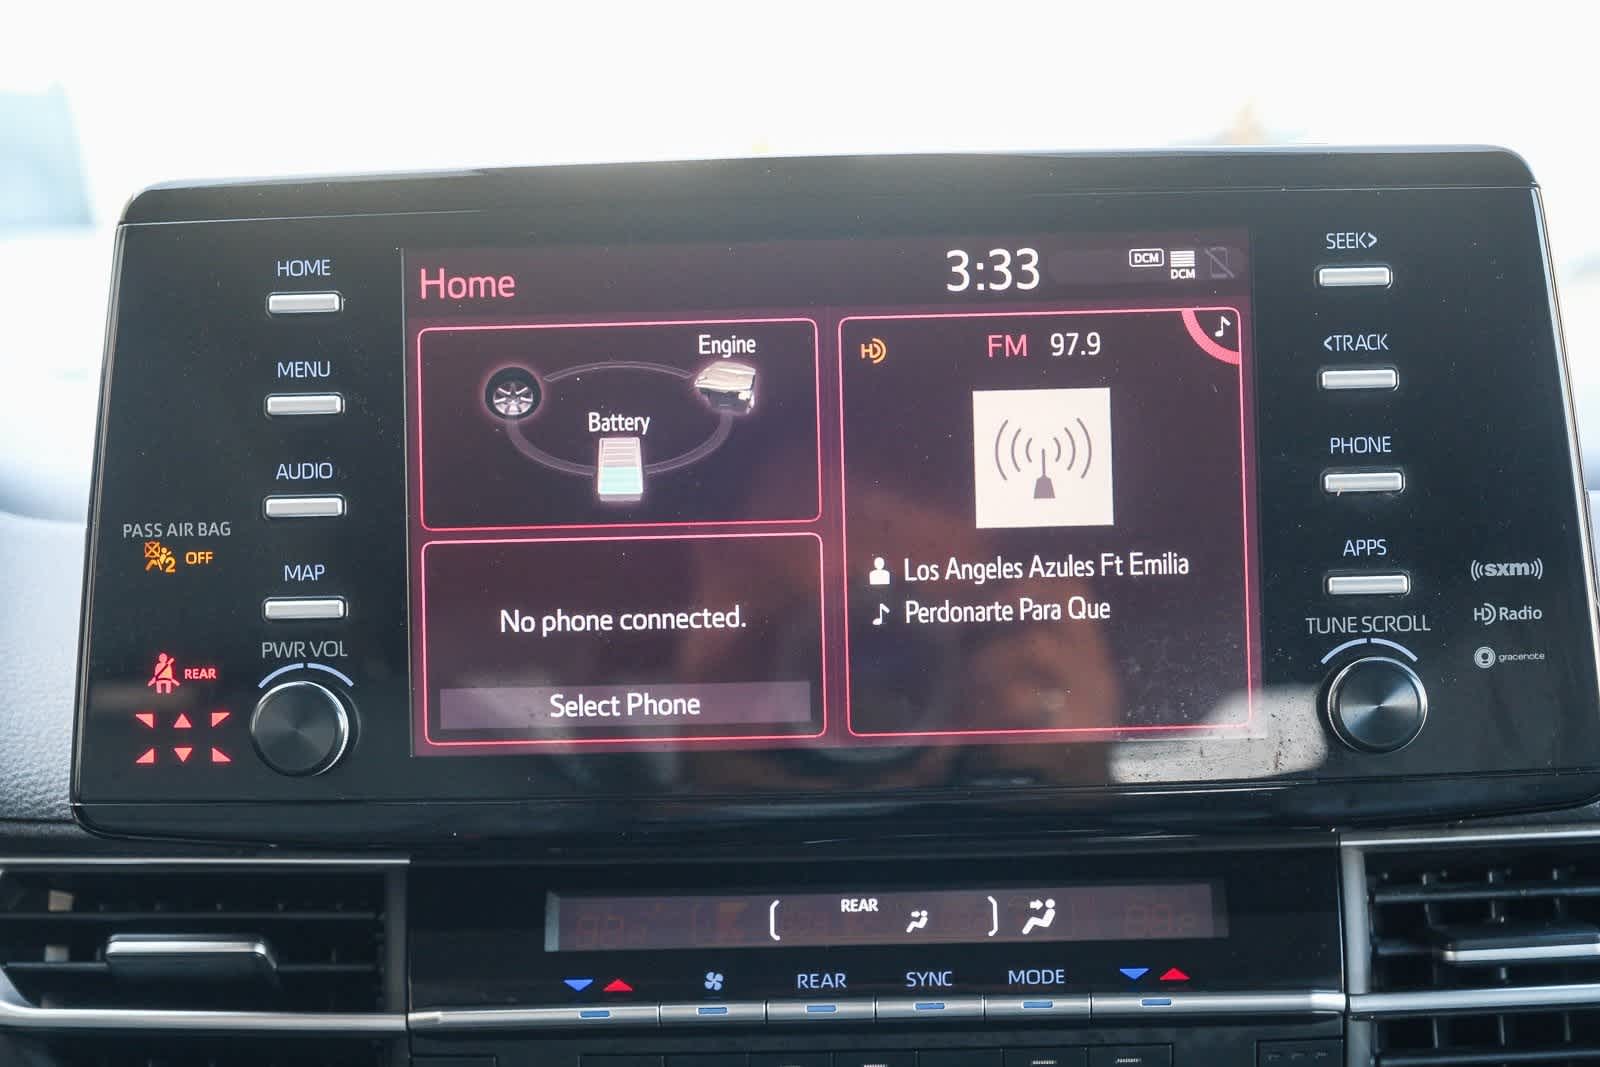 HOME
MENU
AUDIO
PASS AIR BAG
2 OFF
MAP
REAR
PWR VOL
Home
3:33
DCM
DCM
Engine
Battery
No phone connected.
Select Phone
HD
FM 97.9
Los Angeles Azules Ft Emilia
Perdonarte Para Que
SEEK>
<TRACK
PHONE
APPS
TUNE SCROLL
((sxm))
HD Radio
gracenote
REAR
REAR
SYNC
MODE